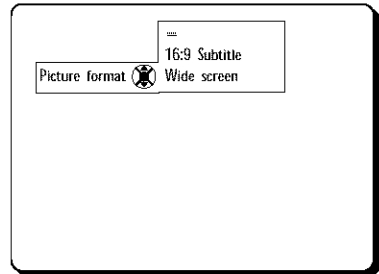 .....
16:9 Subtitle
Picture format Wide screen